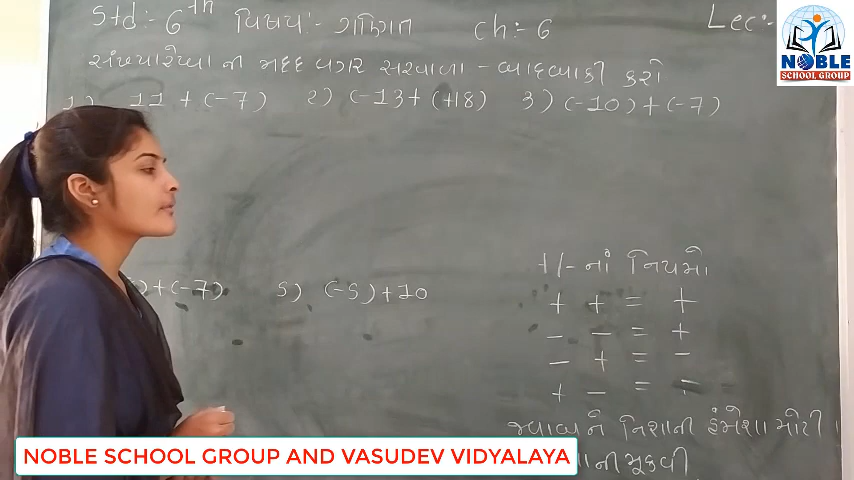 Std:- 6th વિષય:- ગણિત ch:- 6 Lec:-
NOBLE
SCHOOL GROUP
સંખ્યારેખા ની મદદ વગર સરવાળા - બાદબાકી કરો
1) 11 + (-7) 2) (-13+(+18) 3) (-10)+(-7)
)+(-7) 5) (-5)+10
+/- નાં નિયમો
+ + = +
- - = +
- + = -
+ - = -
જવાબને નિશાની હંમેશા મોટી
ની મૂકવી
NOBLE SCHOOL GROUP AND VASUDEV VIDYALAYA